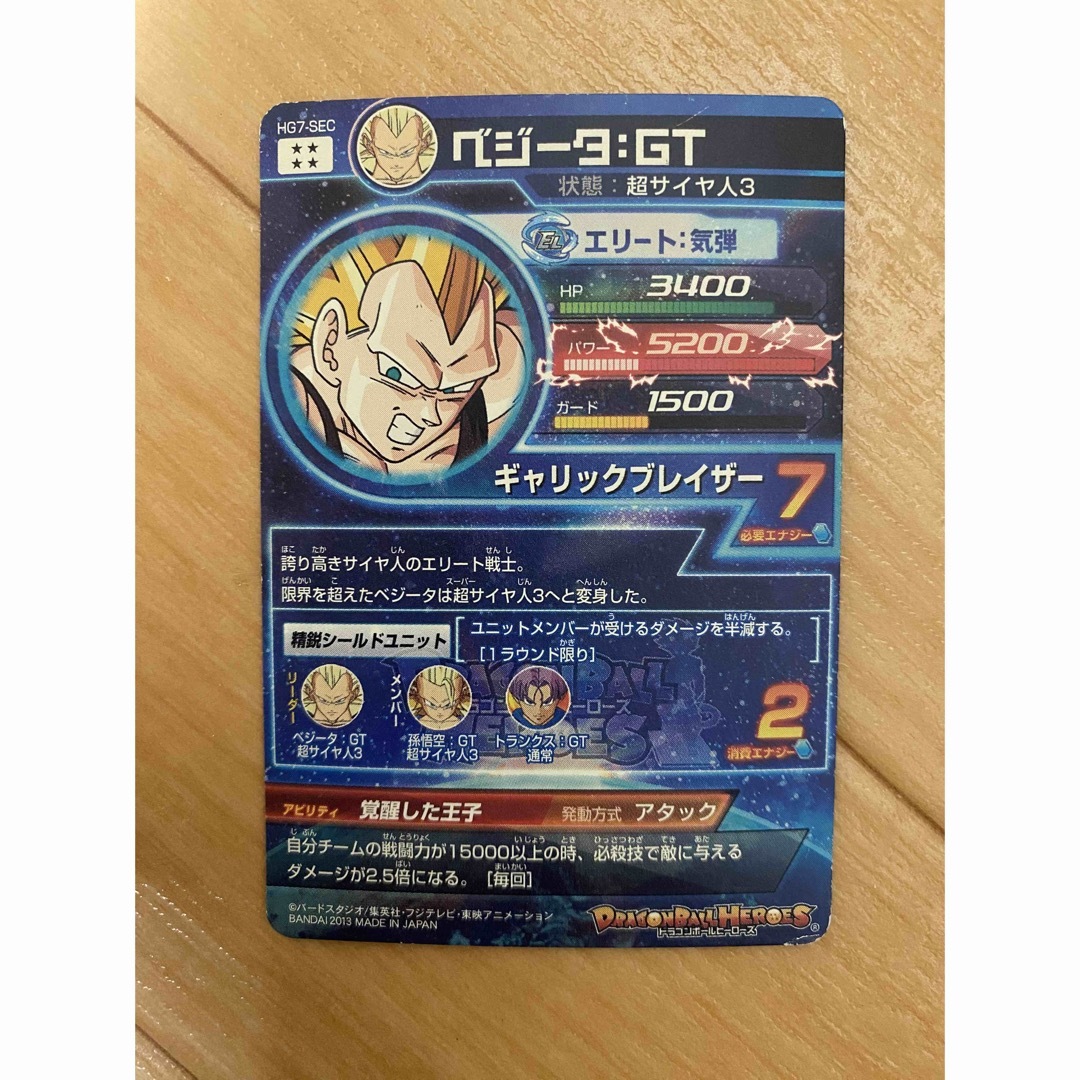 HG7-SEC
ベジータ:GT
状態:超サイヤ人3
EL エリート:気弾
HP 3400
パワー 5200
ガード 1500
ギャリックブレイザー 7
必要エナジー
誇り高きサイヤ人のエリート戦士。
限界を超えたベジータは超サイヤ人3へと変身した。
精鋭シールドユニット
ユニットメンバーが受けるダメージを半減する。
[1ラウンド限り]
リーダー
ベジータ:GT
超サイヤ人3
メンバー
孫悟空:GT
超サイヤ人3
トランクス:GT
通常
2
消費エナジー
アビリティ 覚醒した王子 発動方式 アタック
自分チームの戦闘力が15000以上の時、必殺技で敵に与える
ダメージが2.5倍になる。 [毎回]
©バードスタジオ/集英社・フジテレビ・東映アニメーション
BANDAI 2013 MADE IN JAPAN
DRAGONBALL HEROES
ドラゴンボールヒーローズ
®